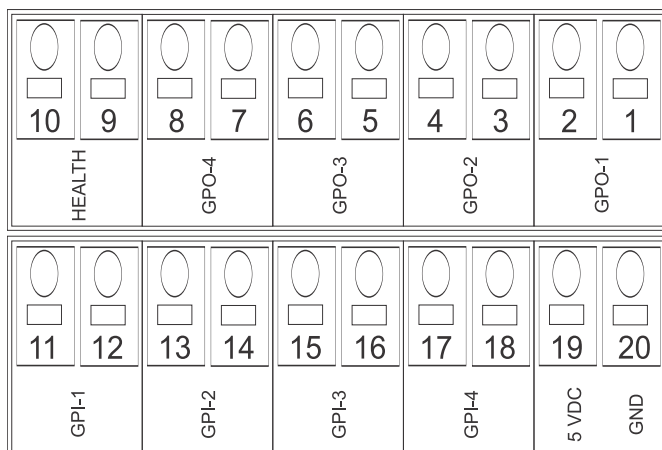 10 9 8 7 6 5 4 3 2 1
HEALTH GPO-4 GPO-3 GPO-2 GPO-1
11 12 13 14 15 16 17 18 19 20
GPI-1 GPI-2 GPI-3 GPI-4 5 VDC GND